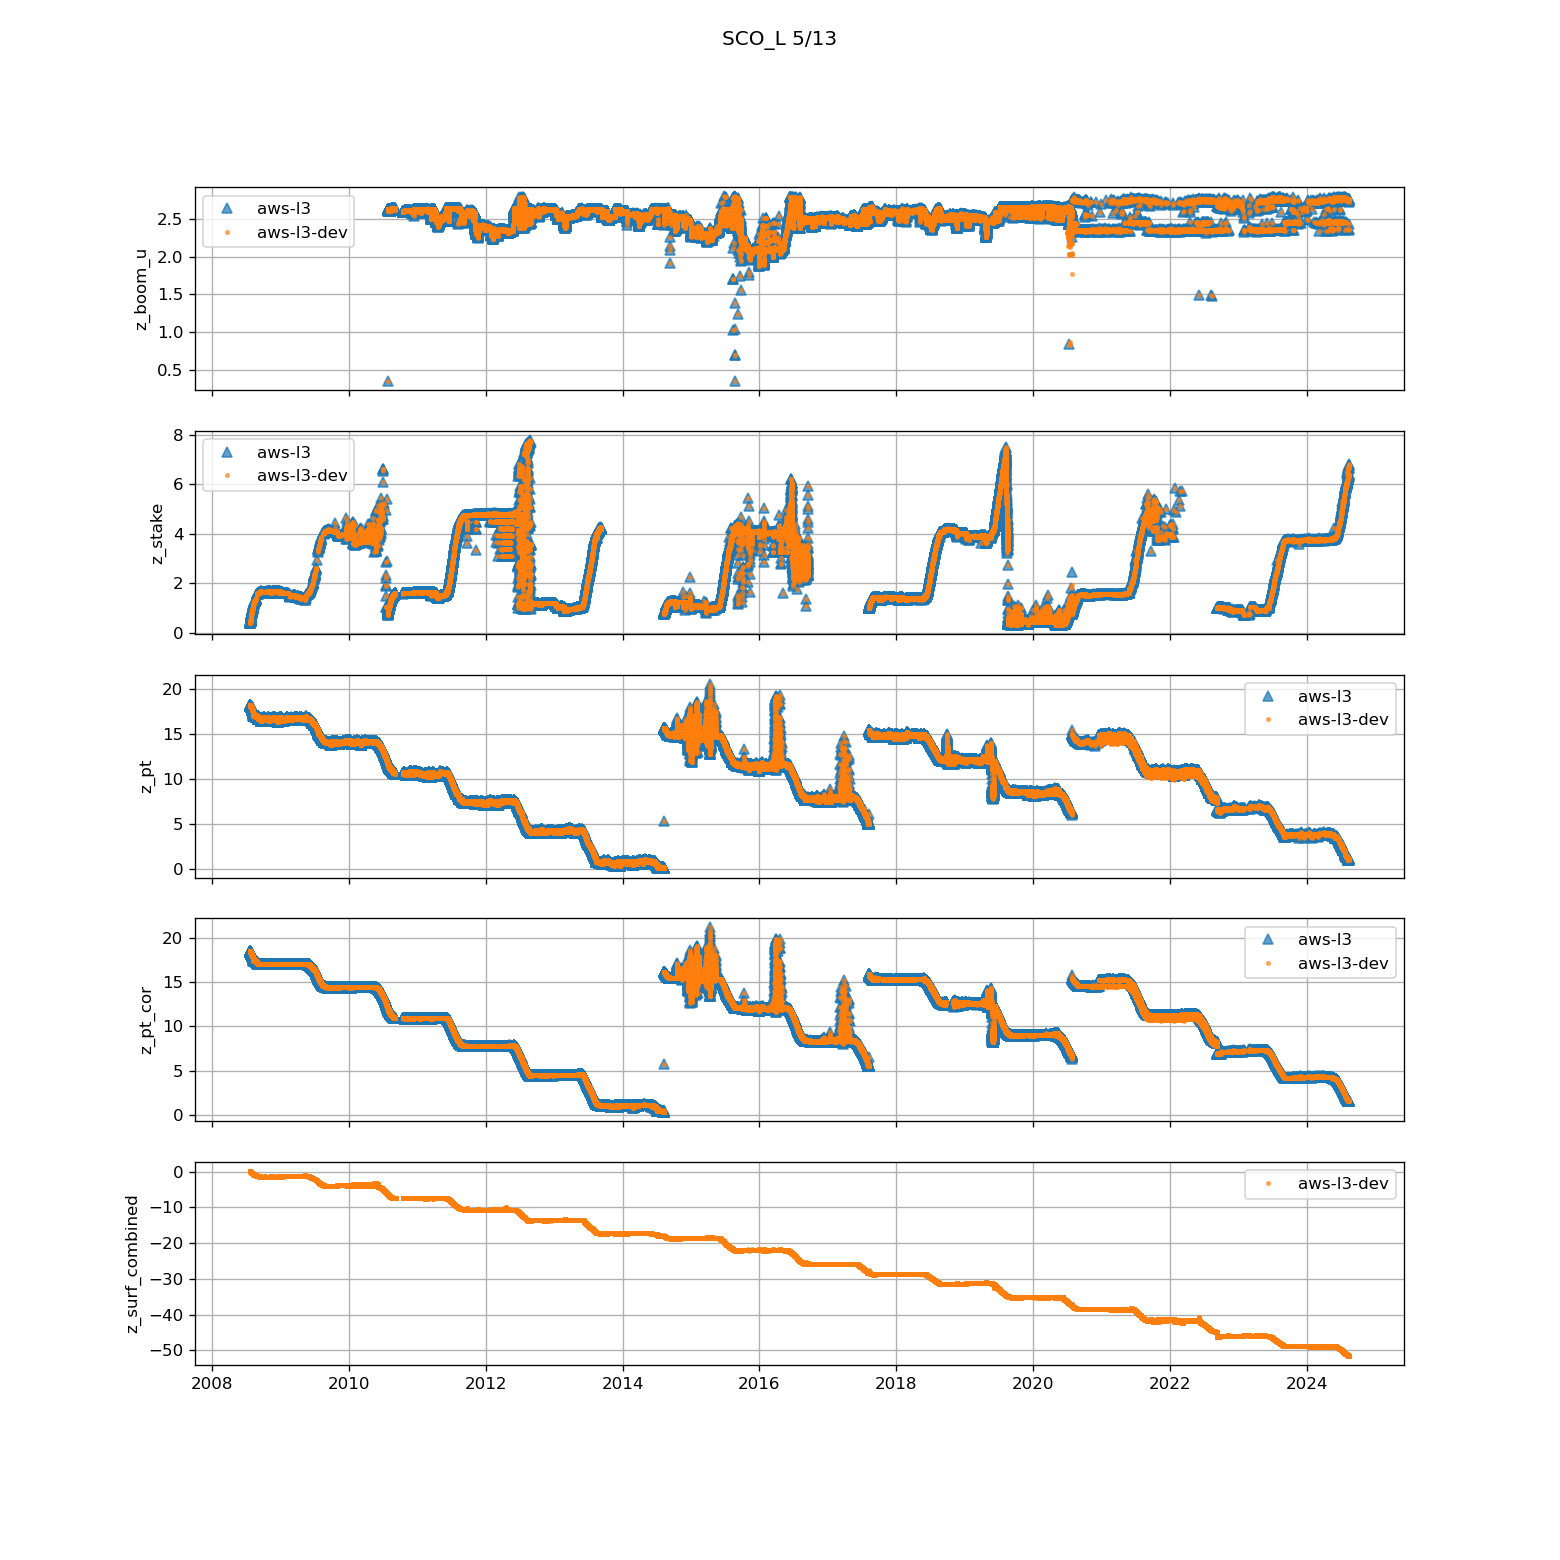 SCO_L 5/13
aws-l3
aws-l3-dev
z_boom_u
2.5
2.0
1.5
1.0
0.5
aws-l3
aws-l3-dev
z_stake
8
6
4
2
0
aws-l3
aws-l3-dev
z_pt
20
15
10
5
0
aws-l3
aws-l3-dev
z_pt_cor
20
15
10
5
0
aws-l3-dev
z_surf_combined
0
−10
−20
−30
−40
−50
2008 2010 2012 2014 2016 2018 2020 2022 2024